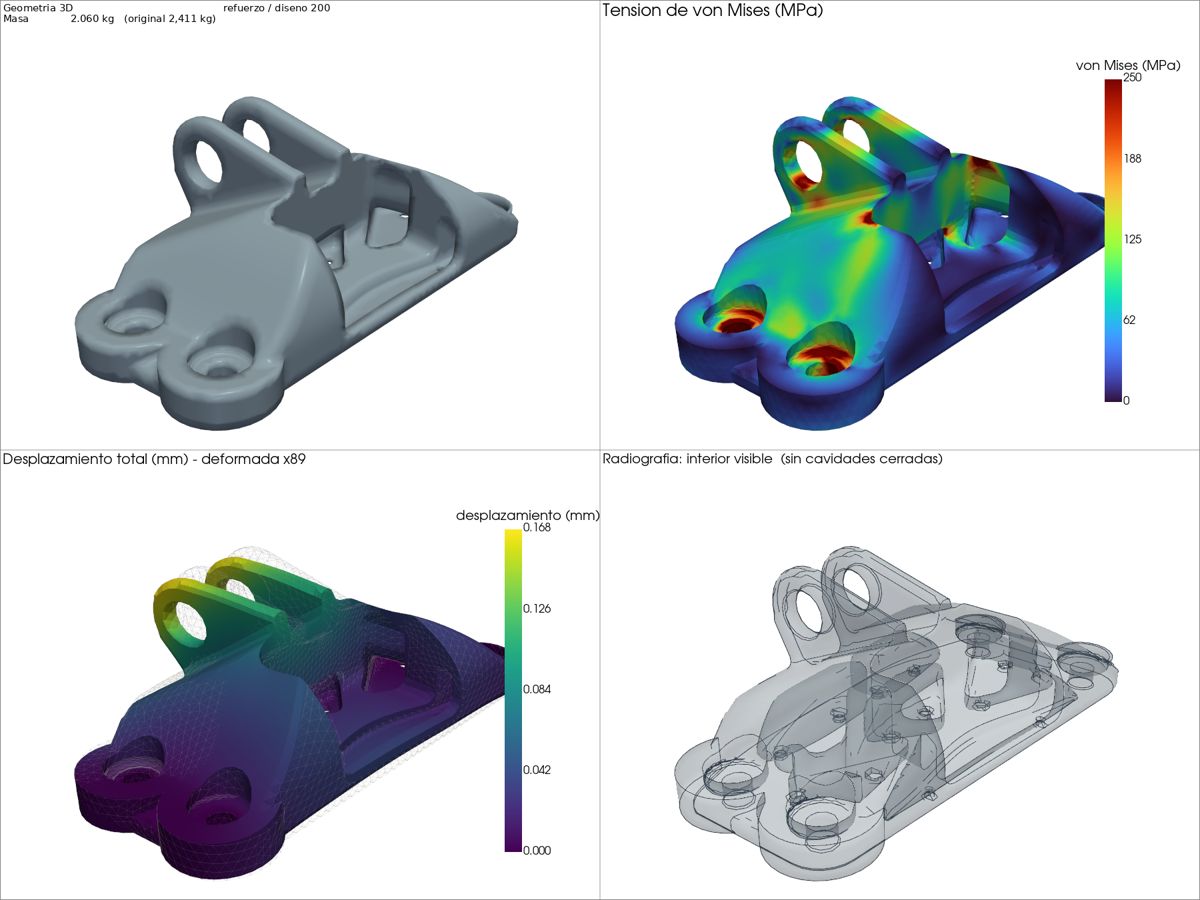 Geometria 3D refuerzo / diseno 200
Masa 2.060 kg (original 2,411 kg)
Tension de von Mises (MPa)
von Mises (MPa)
250
188
125
62
0
Desplazamiento total (mm) - deformada x89
desplazamiento (mm)
0.168
0.126
0.084
0.042
0.000
Radiografia: interior visible (sin cavidades cerradas)